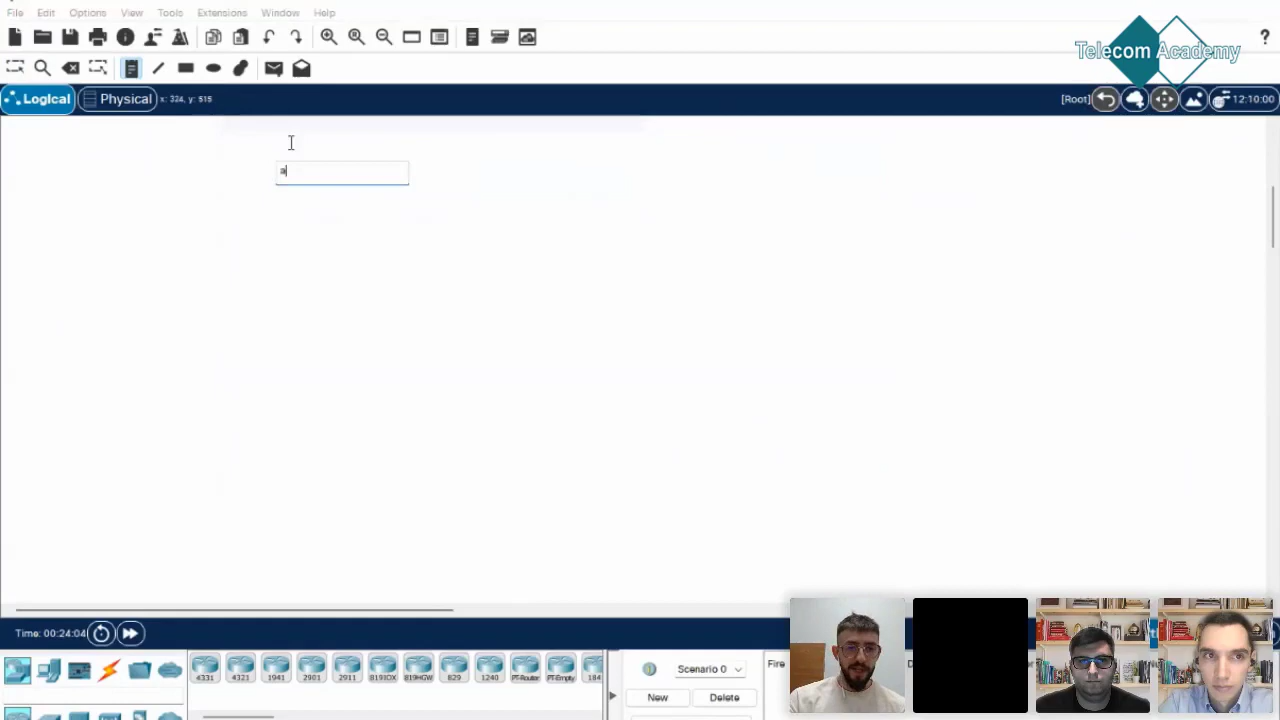 File Edit Options View Tools Extensions Window Help
Telecom Academy
?
Logical Physical x: 324, y: 515 [Root] 12:10:00
a
Time: 00:24:04
4331 4321 1941 2901 2911 819IOX 819HGW 829 1240 PT-Router PT-Empty 184
Scenario 0 Fire
New Delete